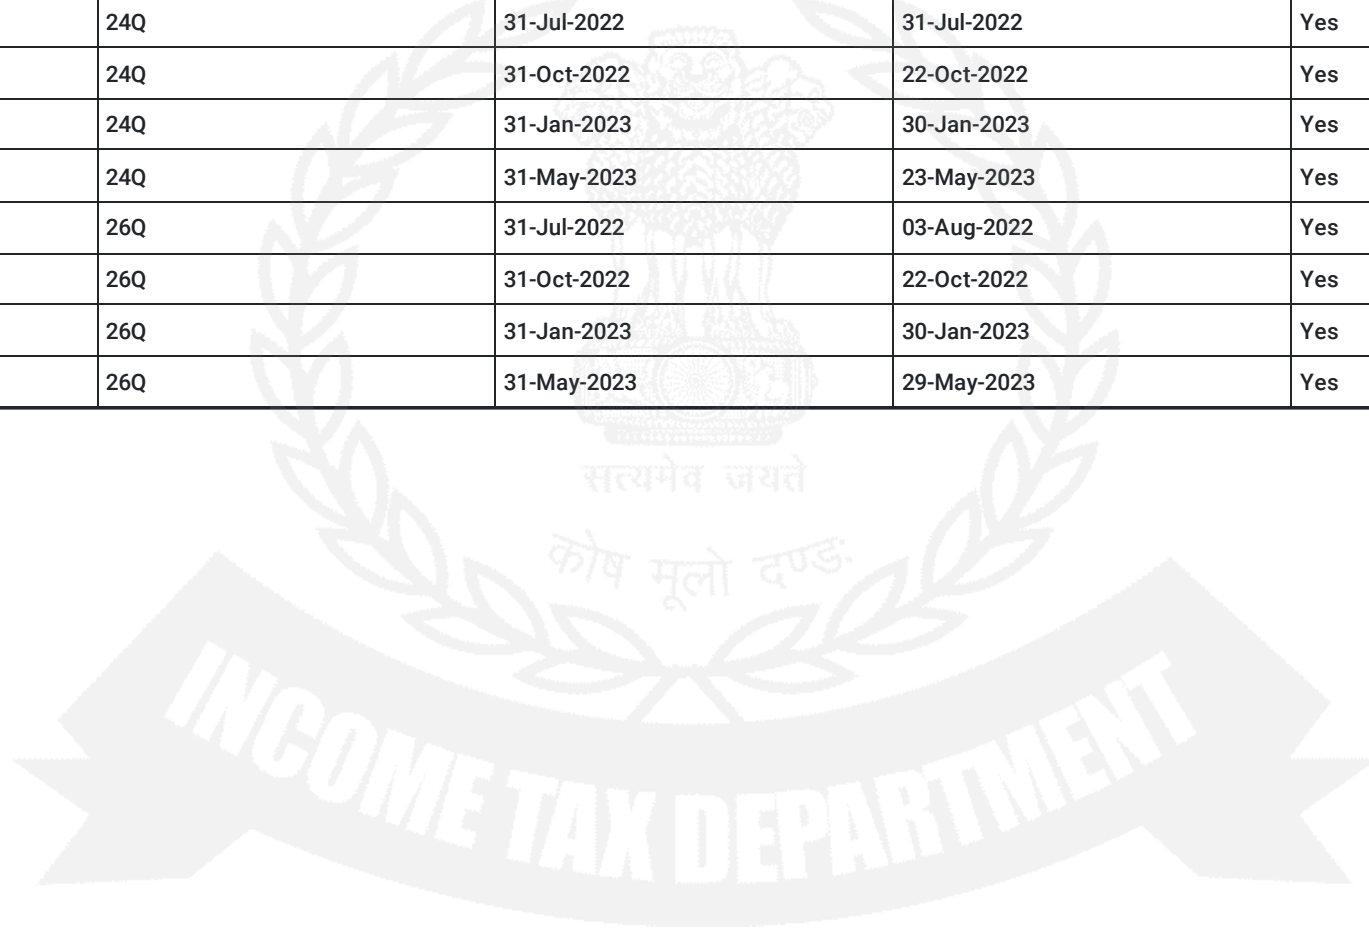 24Q 31-Jul-2022 31-Jul-2022 Yes
24Q 31-Oct-2022 22-Oct-2022 Yes
24Q 31-Jan-2023 30-Jan-2023 Yes
24Q 31-May-2023 23-May-2023 Yes
26Q 31-Jul-2022 03-Aug-2022 Yes
26Q 31-Oct-2022 22-Oct-2022 Yes
26Q 31-Jan-2023 30-Jan-2023 Yes
26Q 31-May-2023 29-May-2023 Yes
सत्यमेव जयते
कोष मूलो दण्डः
INCOME TAX DEPARTMENT